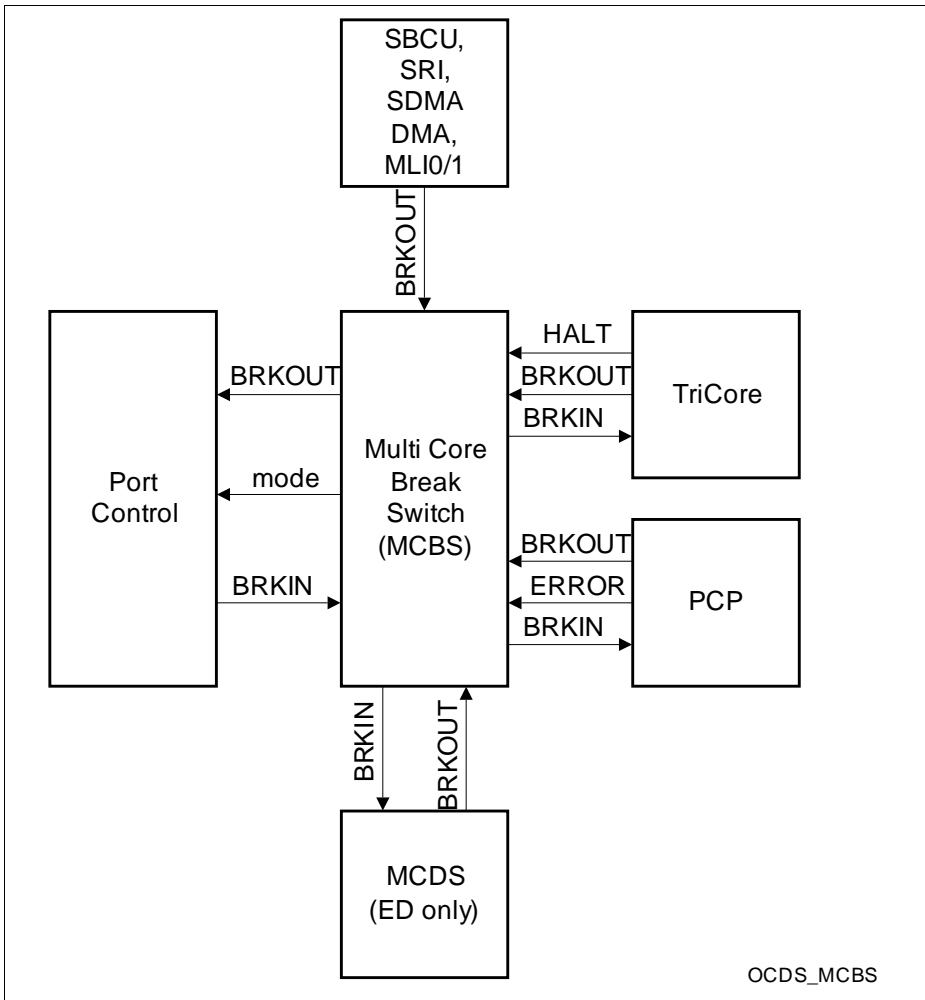 SBCU,
SRI,
SDMA
DMA,
MLI0/1
BRKOUT
HALT
BRKOUT
BRKIN
TriCore
BRKOUT
mode
BRKIN
Port
Control
Multi Core
Break
Switch
(MCBS)
BRKOUT
ERROR
BRKIN
PCP
BRKIN
BRKOUT
MCDS
(ED only)
OCDS_MCBS